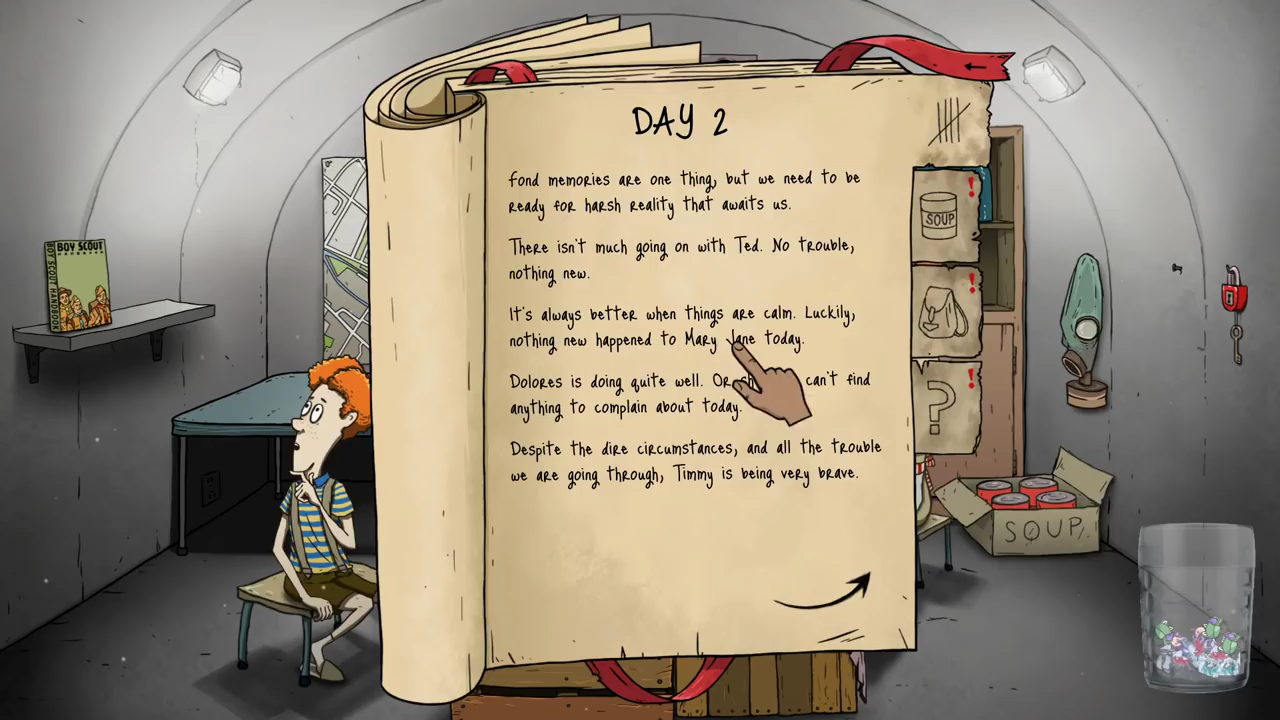 DAY 2
Fond memories are one thing, but we need to be
ready for harsh reality that awaits us.
There isn't much going on with Ted. No trouble,
nothing new.
It's always better when things are calm. Luckily,
nothing new happened to Mary Jane today.
Dolores is doing quite well. Or can't find
anything to complain about today.
Despite the dire circumstances, and all the trouble
we are going through, Timmy is being very brave.
SOUP
!
!
?
!
BOY SCOUT
BOY SCOUT HANDBOOK
SOUP